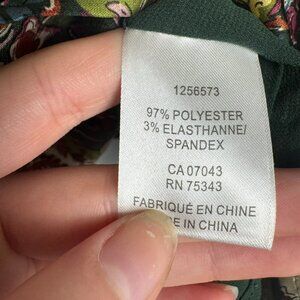 1256573
97% POLYESTER
3% ELASTHANNE/
SPANDEX
CA 07043
RN 75343
FABRIQUÉ EN CHINE
IN CHINA